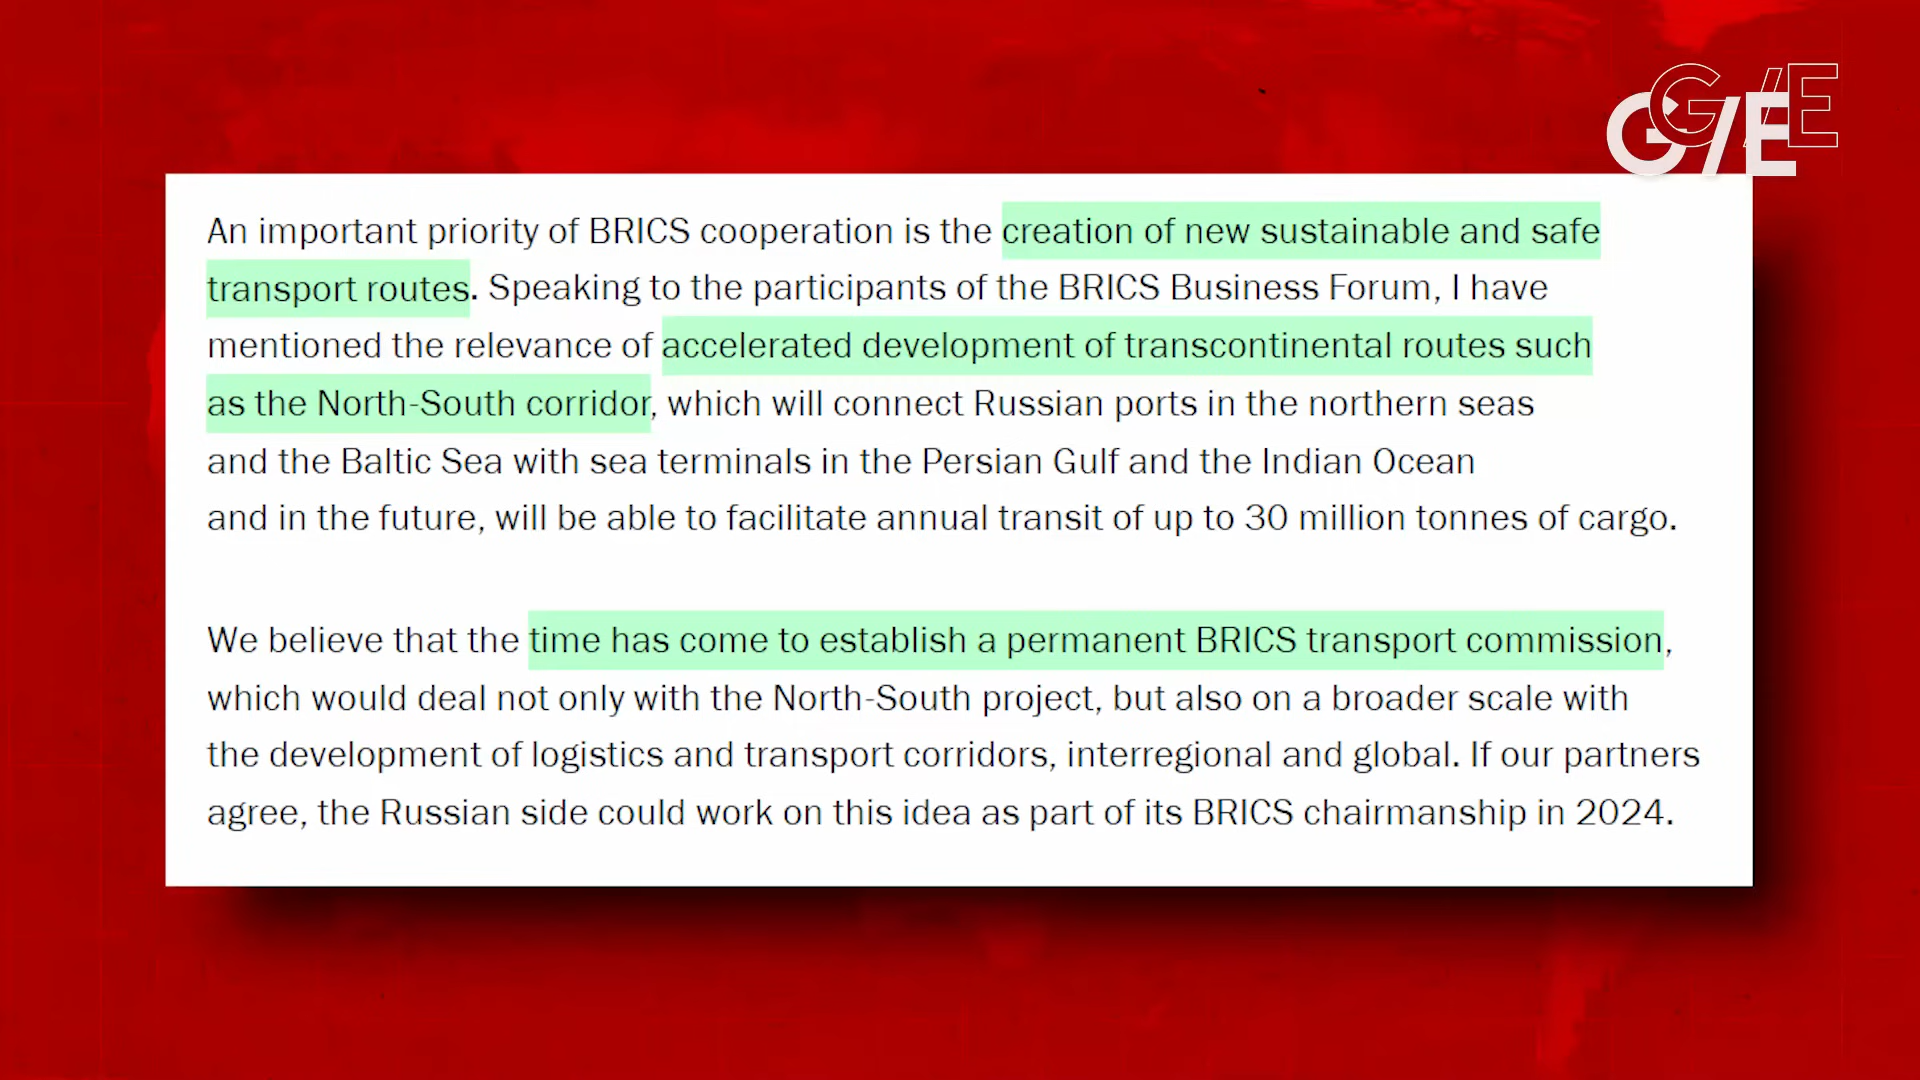 G/E
G/E
An important priority of BRICS cooperation is the creation of new sustainable and safe
transport routes. Speaking to the participants of the BRICS Business Forum, I have
mentioned the relevance of accelerated development of transcontinental routes such
as the North-South corridor, which will connect Russian ports in the northern seas
and the Baltic Sea with sea terminals in the Persian Gulf and the Indian Ocean
and in the future, will be able to facilitate annual transit of up to 30 million tonnes of cargo.
We believe that the time has come to establish a permanent BRICS transport commission,
which would deal not only with the North-South project, but also on a broader scale with
the development of logistics and transport corridors, interregional and global. If our partners
agree, the Russian side could work on this idea as part of its BRICS chairmanship in 2024.